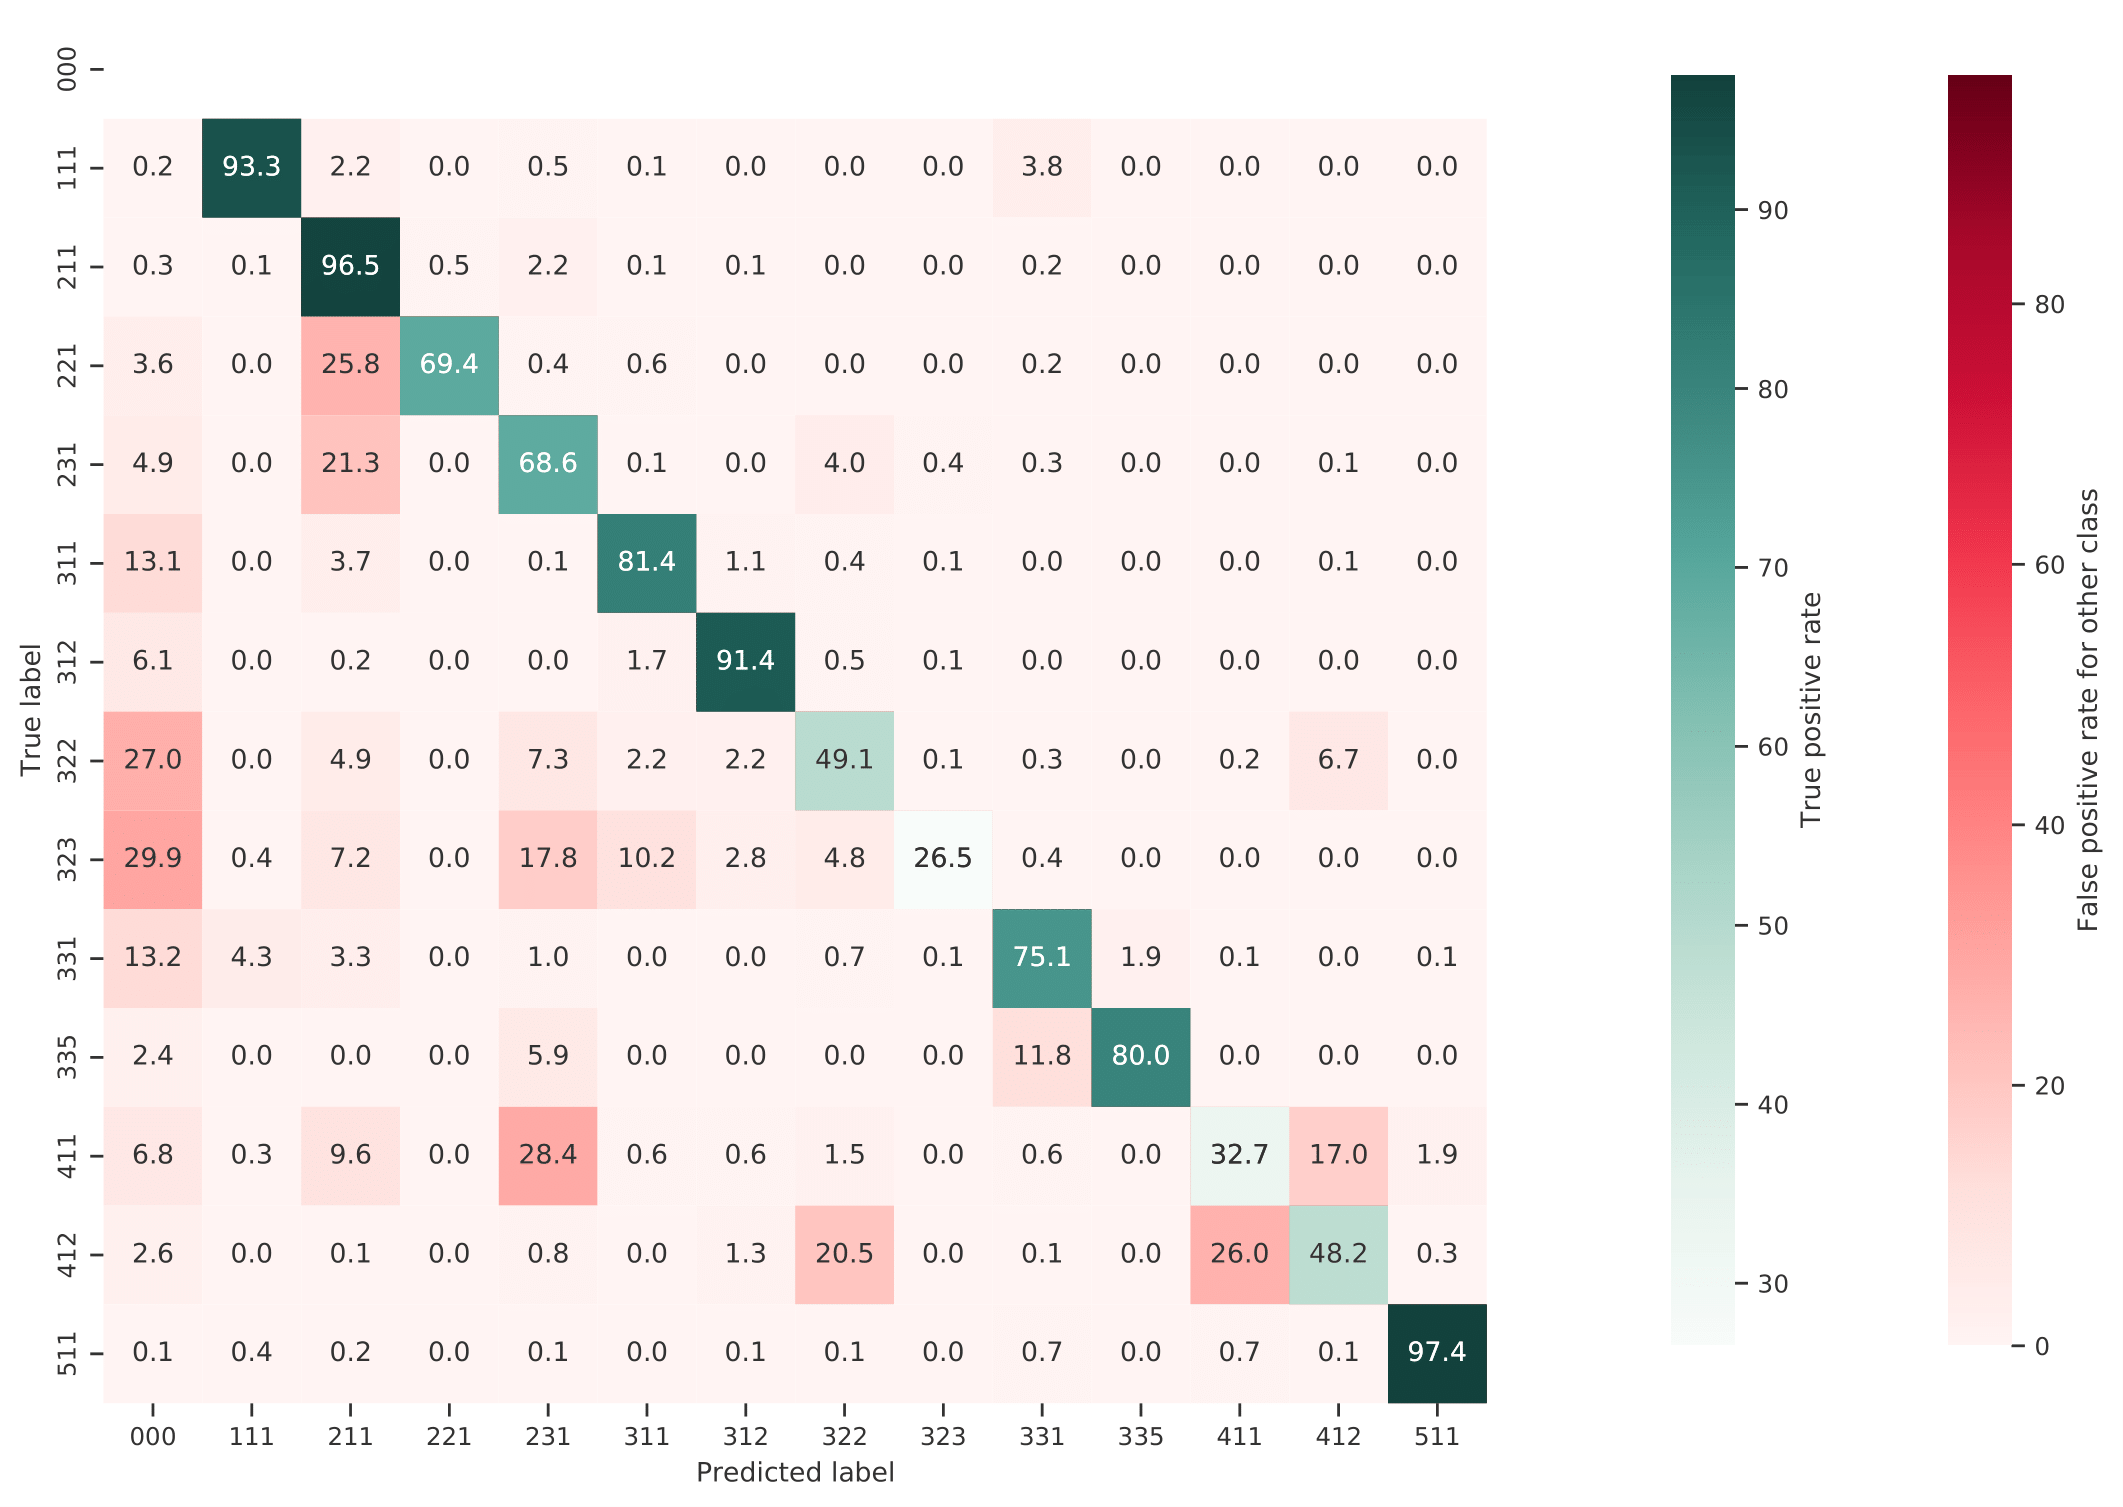 000
111 0.2 93.3 2.2 0.0 0.5 0.1 0.0 0.0 0.0 3.8 0.0 0.0 0.0 0.0
211 0.3 0.1 96.5 0.5 2.2 0.1 0.1 0.0 0.0 0.2 0.0 0.0 0.0 0.0
221 3.6 0.0 25.8 69.4 0.4 0.6 0.0 0.0 0.0 0.2 0.0 0.0 0.0 0.0
231 4.9 0.0 21.3 0.0 68.6 0.1 0.0 4.0 0.4 0.3 0.0 0.0 0.1 0.0
311 13.1 0.0 3.7 0.0 0.1 81.4 1.1 0.4 0.1 0.0 0.0 0.0 0.1 0.0
312 6.1 0.0 0.2 0.0 0.0 1.7 91.4 0.5 0.1 0.0 0.0 0.0 0.0 0.0
322 27.0 0.0 4.9 0.0 7.3 2.2 2.2 49.1 0.1 0.3 0.0 0.2 6.7 0.0
323 29.9 0.4 7.2 0.0 17.8 10.2 2.8 4.8 26.5 0.4 0.0 0.0 0.0 0.0
331 13.2 4.3 3.3 0.0 1.0 0.0 0.0 0.7 0.1 75.1 1.9 0.1 0.0 0.1
335 2.4 0.0 0.0 0.0 5.9 0.0 0.0 0.0 0.0 11.8 80.0 0.0 0.0 0.0
411 6.8 0.3 9.6 0.0 28.4 0.6 0.6 1.5 0.0 0.6 0.0 32.7 17.0 1.9
412 2.6 0.0 0.1 0.0 0.8 0.0 1.3 20.5 0.0 0.1 0.0 26.0 48.2 0.3
511 0.1 0.4 0.2 0.0 0.1 0.0 0.1 0.1 0.0 0.7 0.0 0.7 0.1 97.4
000 111 211 221 231 311 312 322 323 331 335 411 412 511
Predicted label
True label
90
80
70
60
50
40
30
True positive rate
80
60
40
20
0
False positive rate for other class